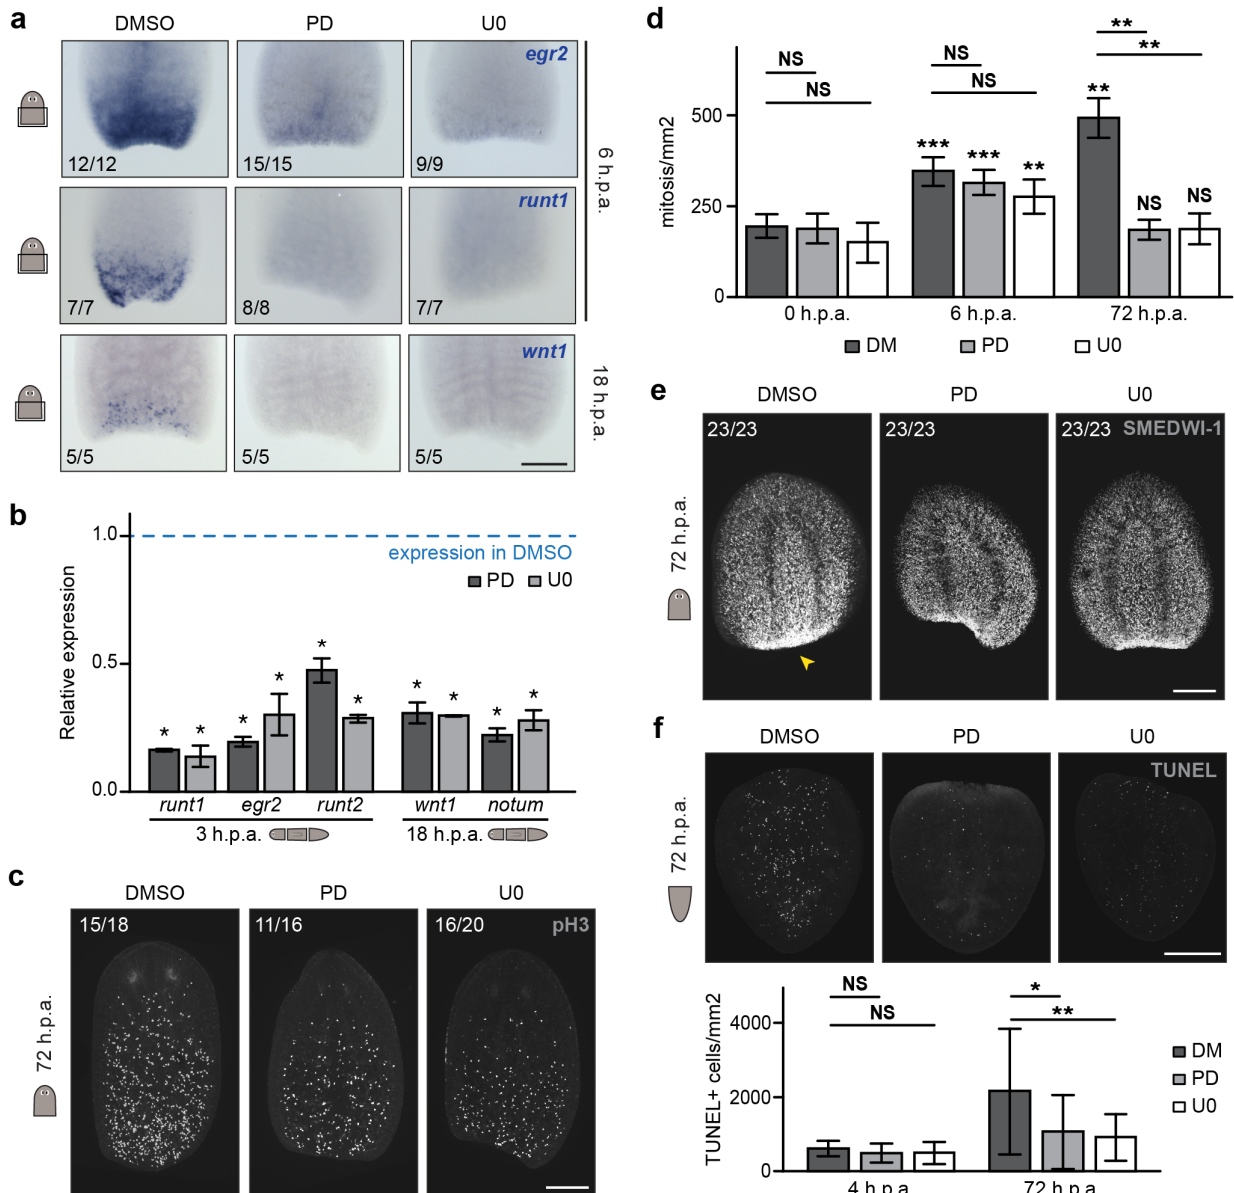 a
DMSO
PD
U0
egr2
12/12
15/15
9/9
6 h.p.a.
runt1
7/7
8/8
7/7
wnt1
5/5
5/5
5/5
18 h.p.a.
b
Relative expression
1.0
0.5
0.0
expression in DMSO
PD U0
* * * * * * * * * *
runt1 egr2 runt2 wnt1 notum
3 h.p.a. 18 h.p.a.
c
DMSO
PD
U0
72 h.p.a.
15/18
11/16
16/20
pH3
d
mitosis/mm2
500
250
0
NS
NS
NS
NS
**
**
*** *** **
** NS NS
0 h.p.a. 6 h.p.a. 72 h.p.a.
DM PD U0
e
DMSO
PD
U0
72 h.p.a.
23/23
23/23
23/23 SMEDWI-1
f
DMSO
PD
U0
72 h.p.a.
TUNEL
TUNEL+ cells/mm2
4000
2000
0
NS
NS
*
**
DM
PD
U0
4 h.p.a 72 h.p.a